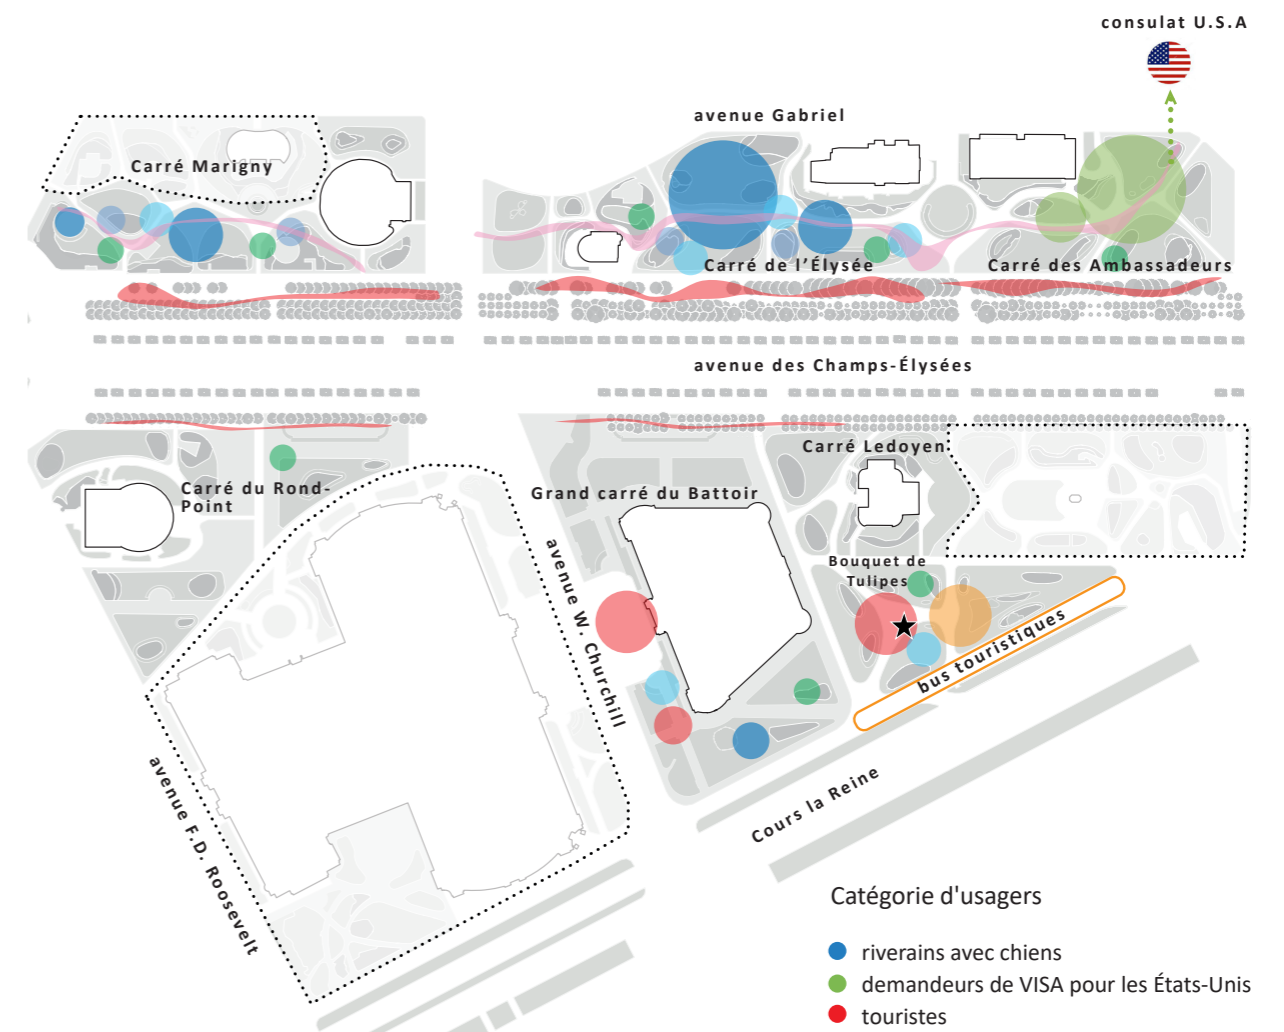 consulat U.S.A
avenue Gabriel
Carré Marigny
Carré de l'Élysée
Carré des Ambassadeurs
avenue des Champs-Élysées
Carré Ledoyen
Carré du Rond-
Point
Grand carré du Battoir
Bouquet de
Tulipes
avenue W. Churchill
bus touristiques
avenue F.D. Roosevelt
Cours la Reine
Catégorie d'usagers
riverains avec chiens
demandeurs de VISA pour les États-Unis
touristes